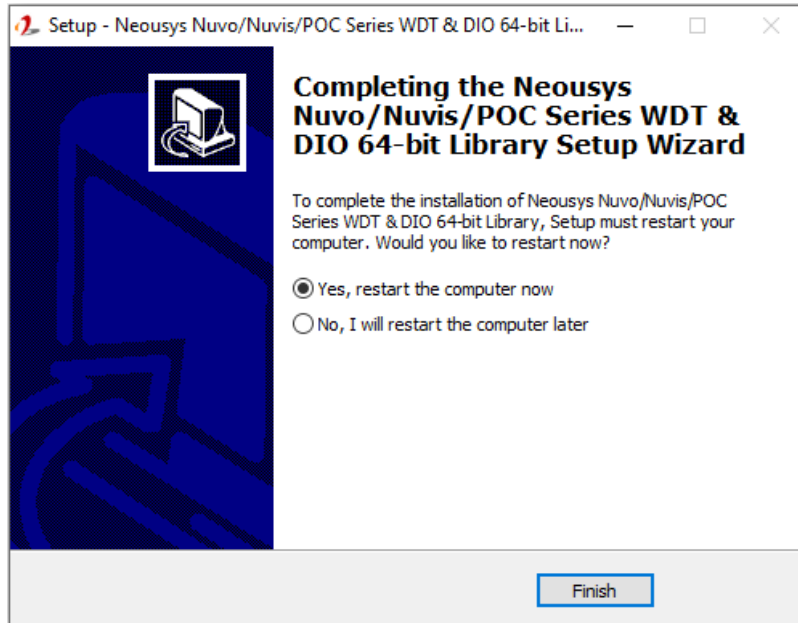 Setup - Neousys Nuvo/Nuvis/POC Series WDT & DIO 64-bit Li...
Completing the Neousys
Nuvo/Nuvis/POC Series WDT &
DIO 64-bit Library Setup Wizard
To complete the installation of Neousys Nuvo/Nuvis/POC
Series WDT & DIO 64-bit Library, Setup must restart your
computer. Would you like to restart now?
Yes, restart the computer now
No, I will restart the computer later
Finish